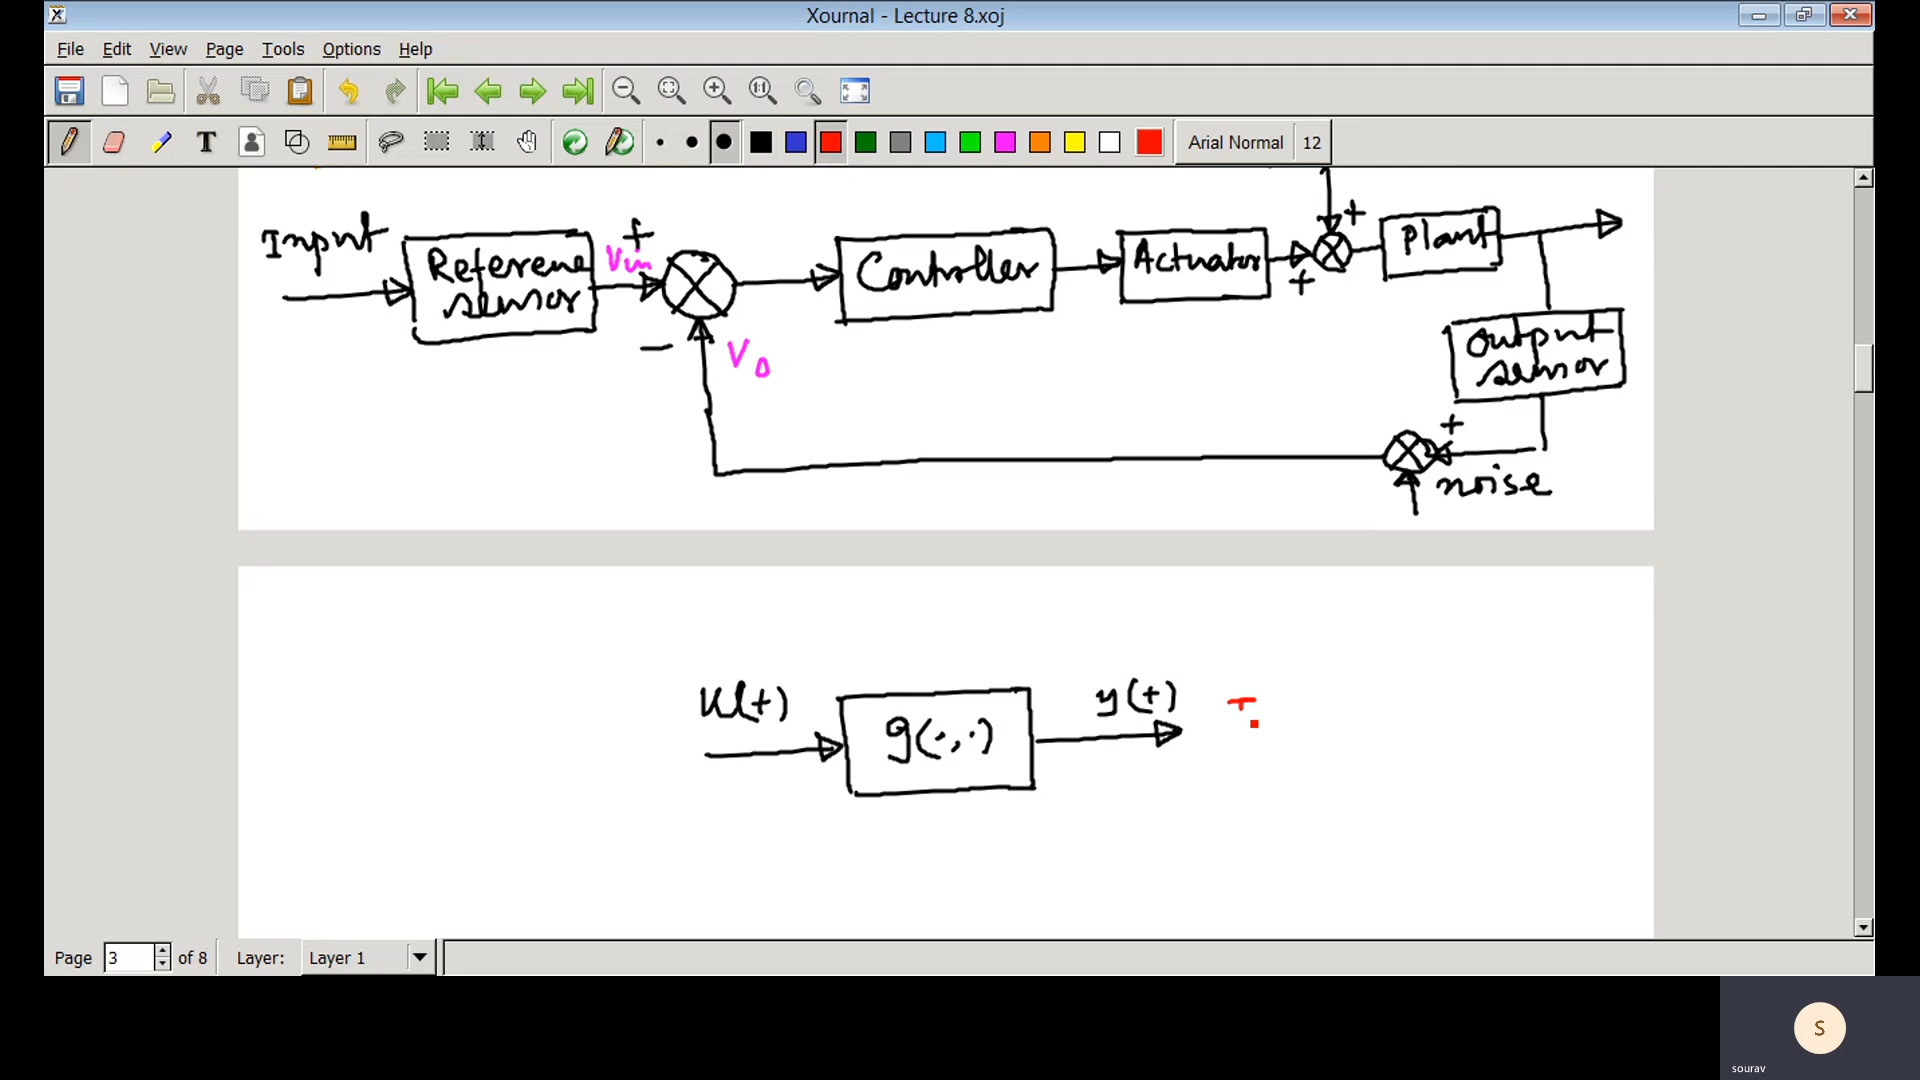 Xournal - Lecture 8.xoj
File Edit View Page Tools Options Help
Arial Normal 12
Input
Reference
sensor
+
Vin
−
Vo
Controller
Actuator
+
+
Plant
Output
sensor
+
noise
u(t)
g(·,·)
y(t)
Page 3 of 8 Layer: Layer 1
S
sourav